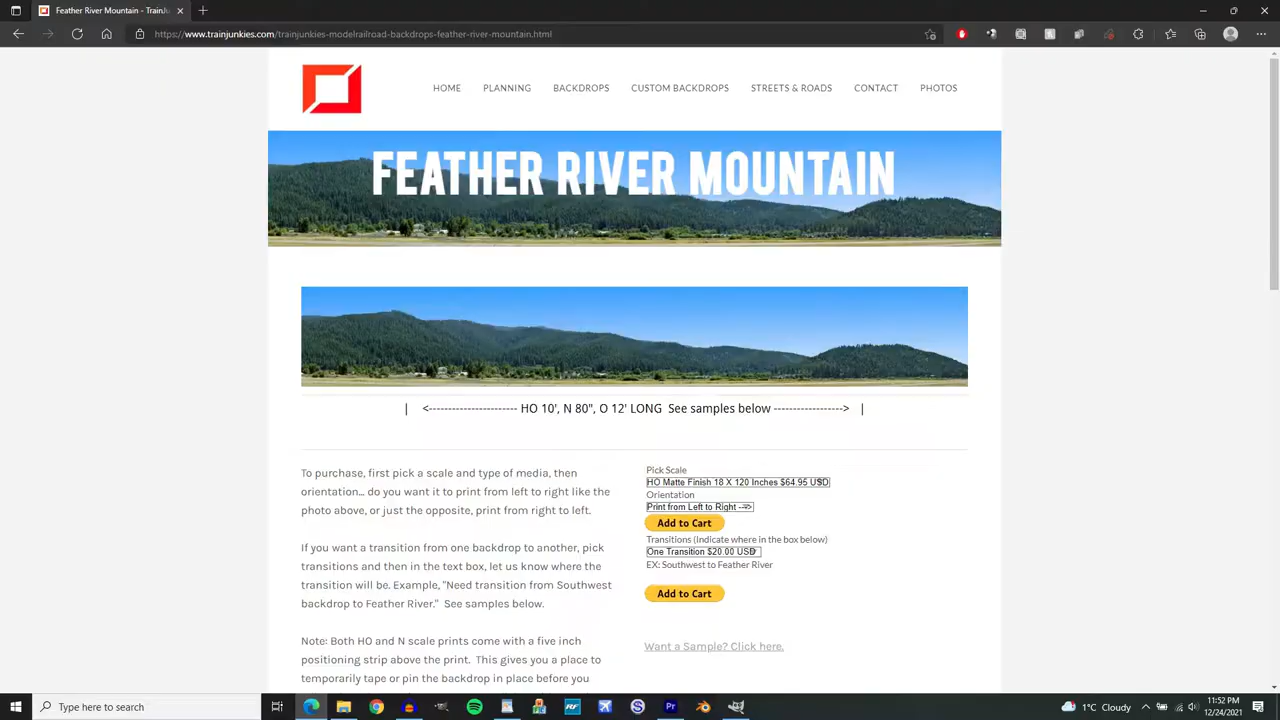 Feather River Mountain - TrainJu
https://www.trainjunkies.com/trainjunkies-modelrailroad-backdrops-feather-river-mountain.html
HOME PLANNING BACKDROPS CUSTOM BACKDROPS STREETS & ROADS CONTACT PHOTOS
FEATHER RIVER MOUNTAIN
| <----------------------- HO 10', N 80", O 12' LONG See samples below -----------------> |
To purchase, first pick a scale and type of media, then
orientation... do you want it to print from left to right like the
photo above, or just the opposite, print from right to left.
If you want a transition from one backdrop to another, pick
transitions and then in the text box, let us know where the
transition will be. Example, "Need transition from Southwest
backdrop to Feather River." See samples below.
Note: Both HO and N scale prints come with a five inch
positioning strip above the print. This gives you a place to
temporarily tape or pin the backdrop in place before you
Pick Scale
HO Matte Finish 18 X 120 Inches $64.95 USD
Orientation
Print from Left to Right -->
Add to Cart
Transitions (Indicate where in the box below)
One Transition $20.00 USD
EX: Southwest to Feather River
Add to Cart
Want a Sample? Click here.
Type here to search
1°C Cloudy
11:52 PM
12/24/2021